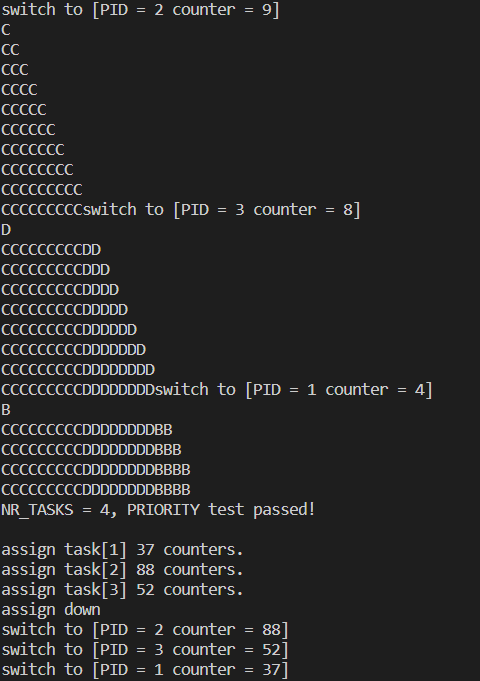 switch to [PID = 2 counter = 9]
C
CC
CCC
CCCC
CCCCC
CCCCCC
CCCCCCC
CCCCCCCC
CCCCCCCCC
CCCCCCCCCswitch to [PID = 3 counter = 8]
D
CCCCCCCCCDD
CCCCCCCCCDDD
CCCCCCCCCDDDD
CCCCCCCCCDDDDD
CCCCCCCCCDDDDDD
CCCCCCCCCDDDDDDD
CCCCCCCCCDDDDDDDD
CCCCCCCCCDDDDDDDDswitch to [PID = 1 counter = 4]
B
CCCCCCCCCDDDDDDDDBB
CCCCCCCCCDDDDDDDDBBB
CCCCCCCCCDDDDDDDDBBBB
CCCCCCCCCDDDDDDDDBBBB
NR_TASKS = 4, PRIORITY test passed!

assign task[1] 37 counters.
assign task[2] 88 counters.
assign task[3] 52 counters.
assign down
switch to [PID = 2 counter = 88]
switch to [PID = 3 counter = 52]
switch to [PID = 1 counter = 37]